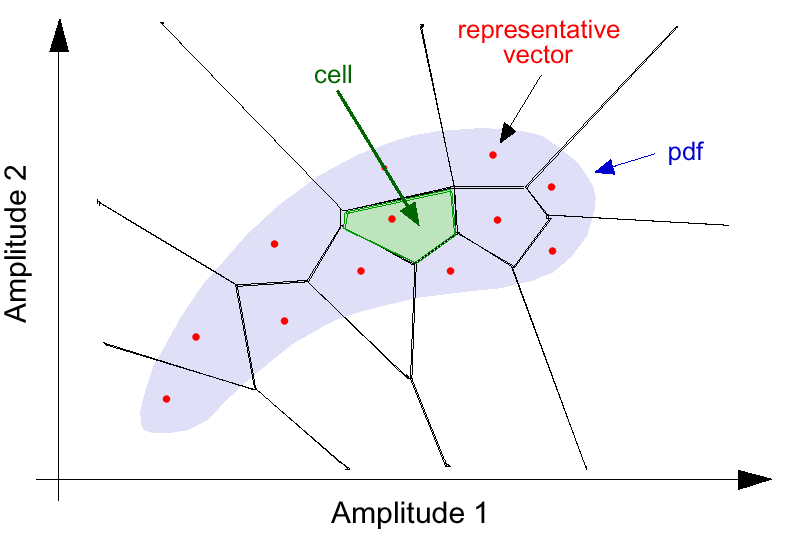 representative
vector
cell
pdf
Amplitude 2
Amplitude 1